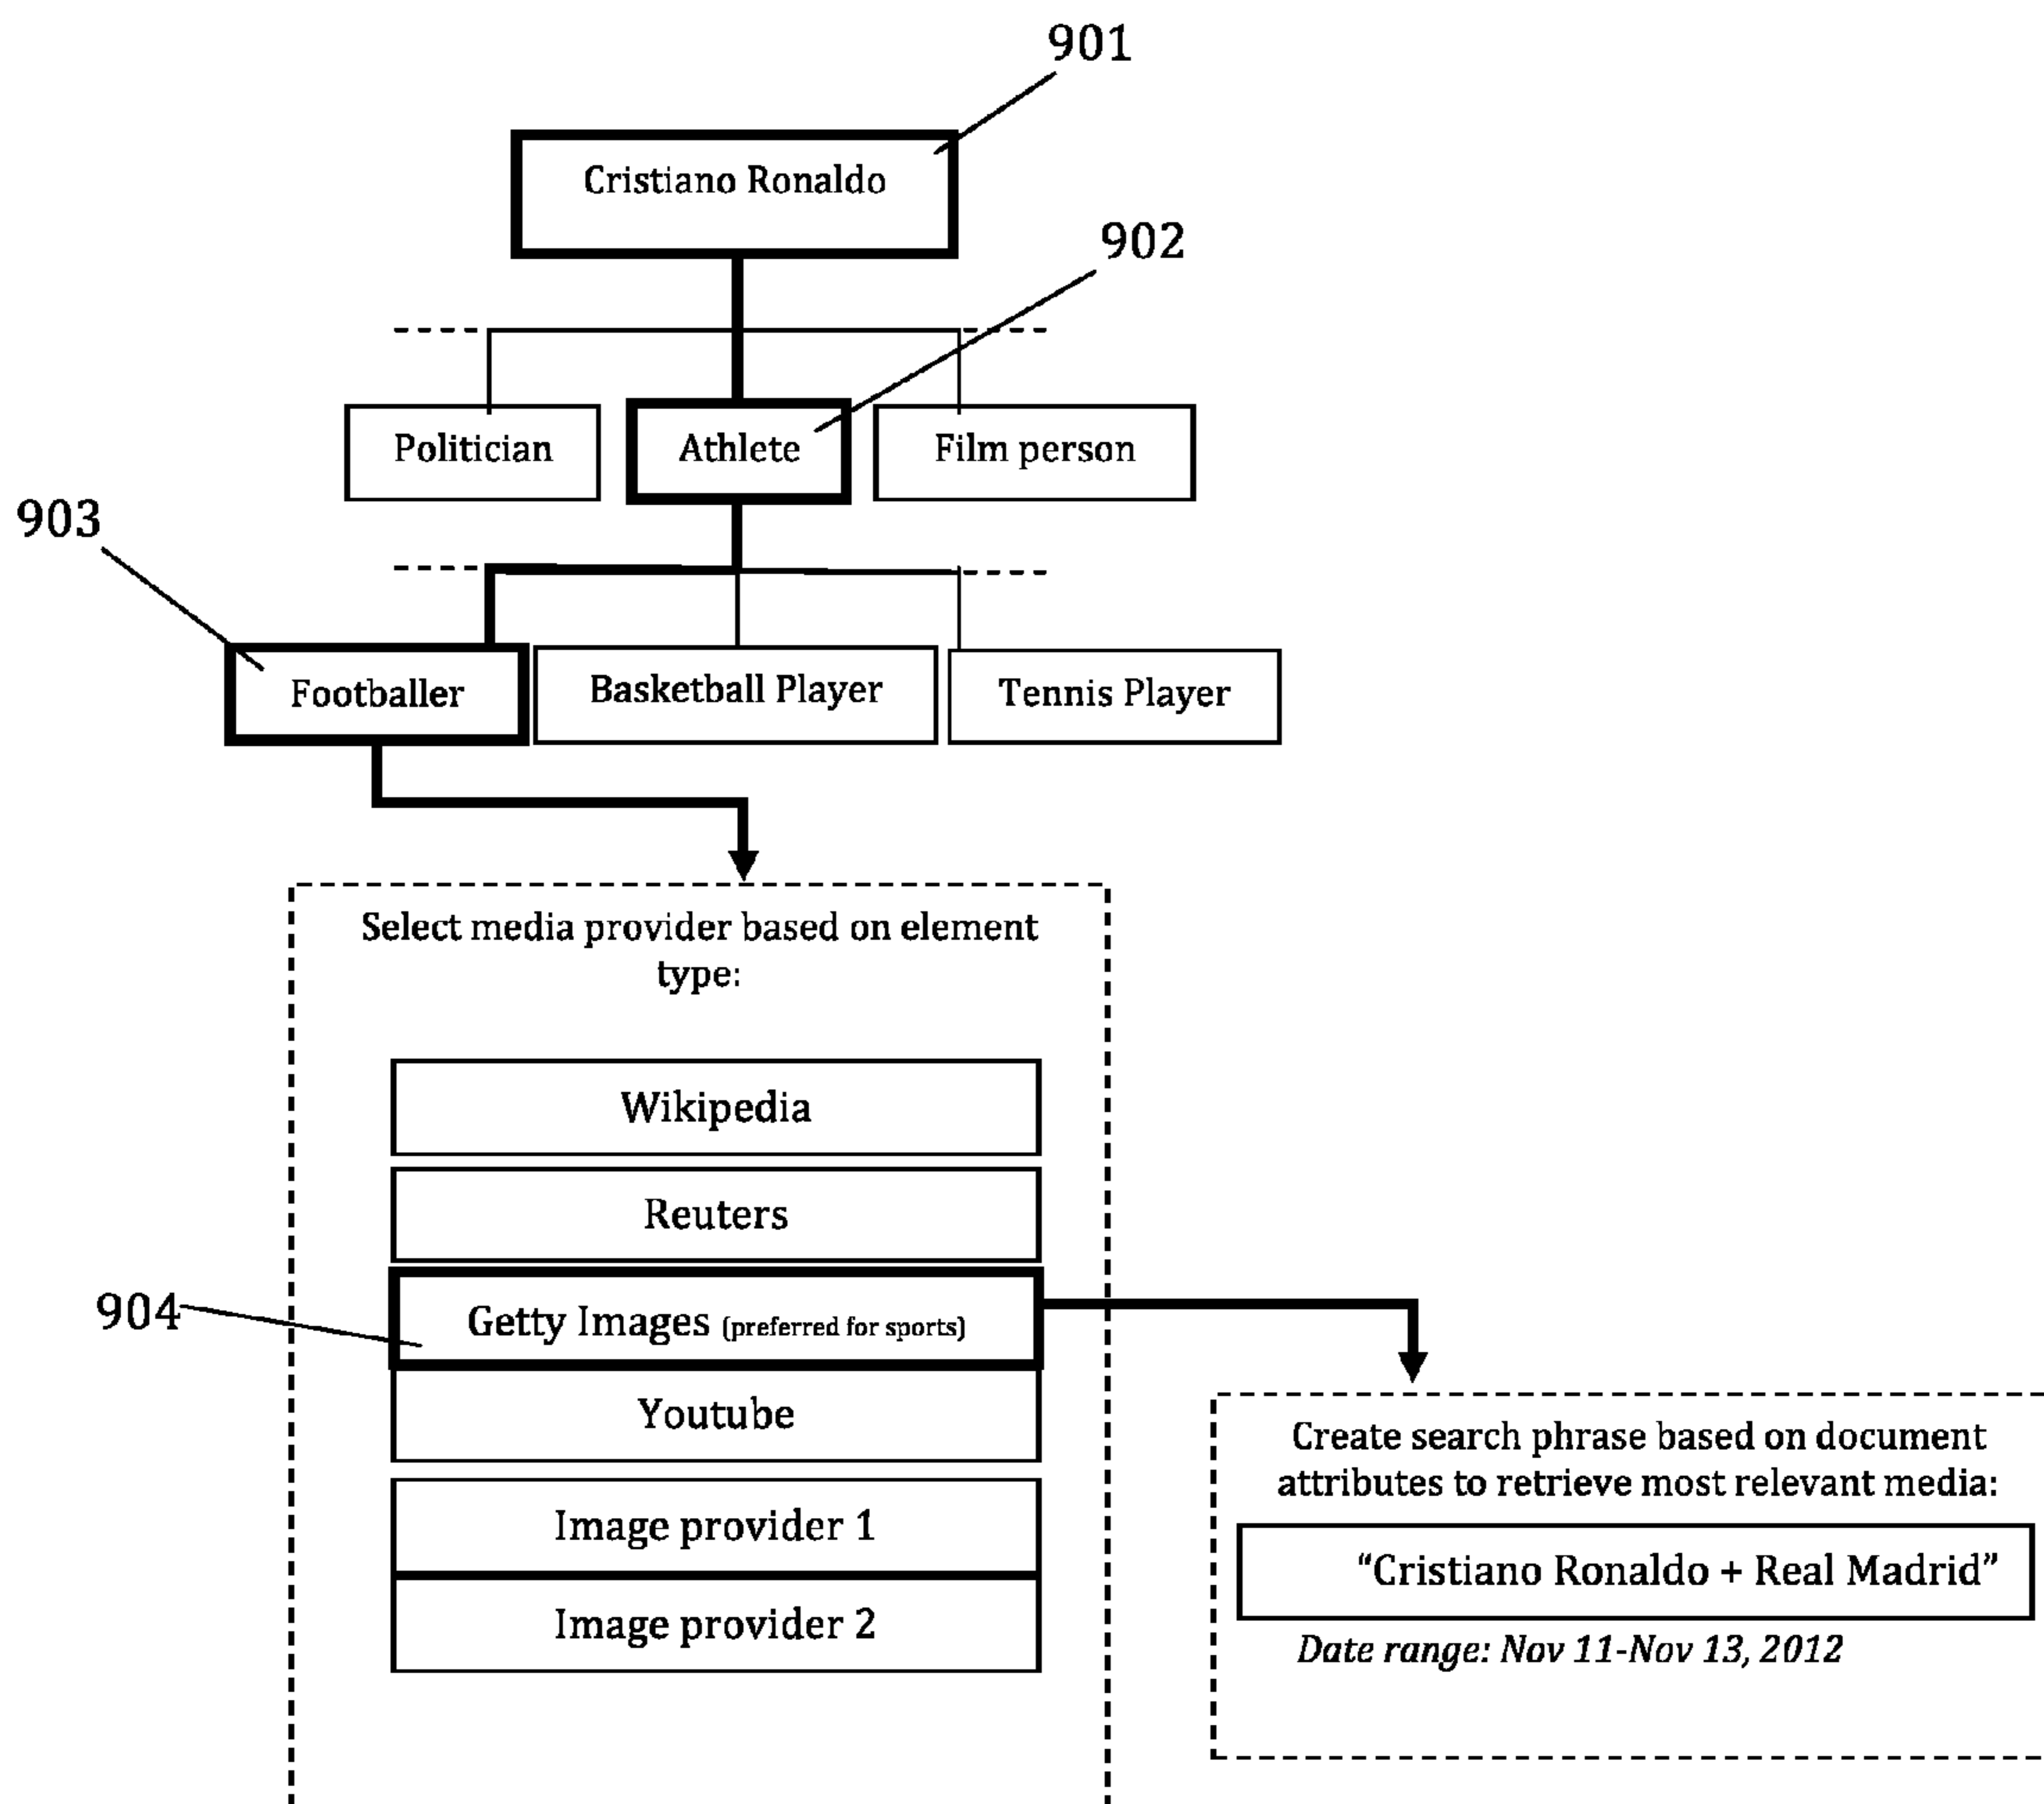 901
Cristiano Ronaldo
902
Politician
Athlete
Film person
903
Footballer
Basketball Player
Tennis Player
Select media provider based on element
type:
Wikipedia
Reuters
904
Getty Images (preferred for sports)
Youtube
Image provider 1
Image provider 2
Create search phrase based on document
attributes to retrieve most relevant media:
“Cristiano Ronaldo + Real Madrid”
Date range: Nov 11-Nov 13, 2012